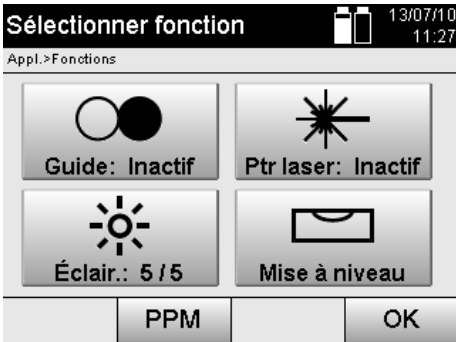 Sélectionner fonction
13/07/10
11:27
Appl.>Fonctions
Guide: Inactif
Ptr laser: Inactif
Éclair.: 5/5
Mise à niveau
PPM
OK